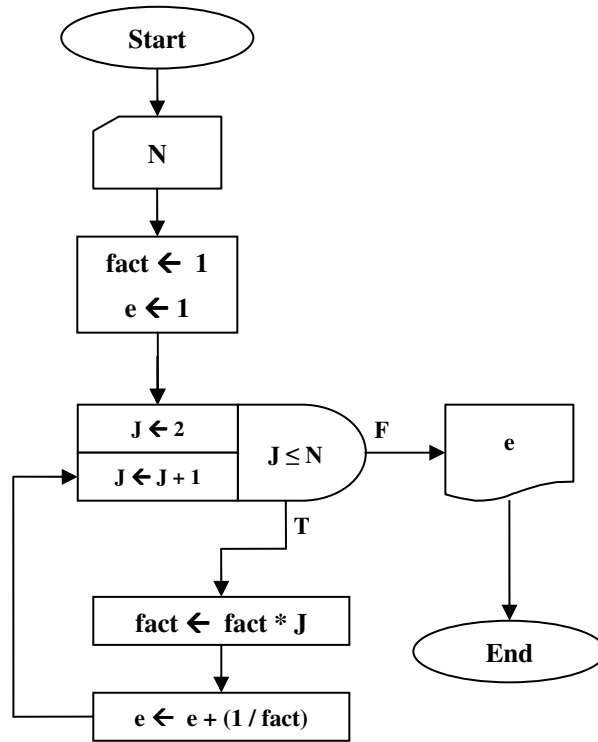 Start
N
fact ← 1
e ← 1
J ← 2
J ← J + 1
J ≤ N
F
e
T
fact ← fact * J
e ← e + (1 / fact)
End